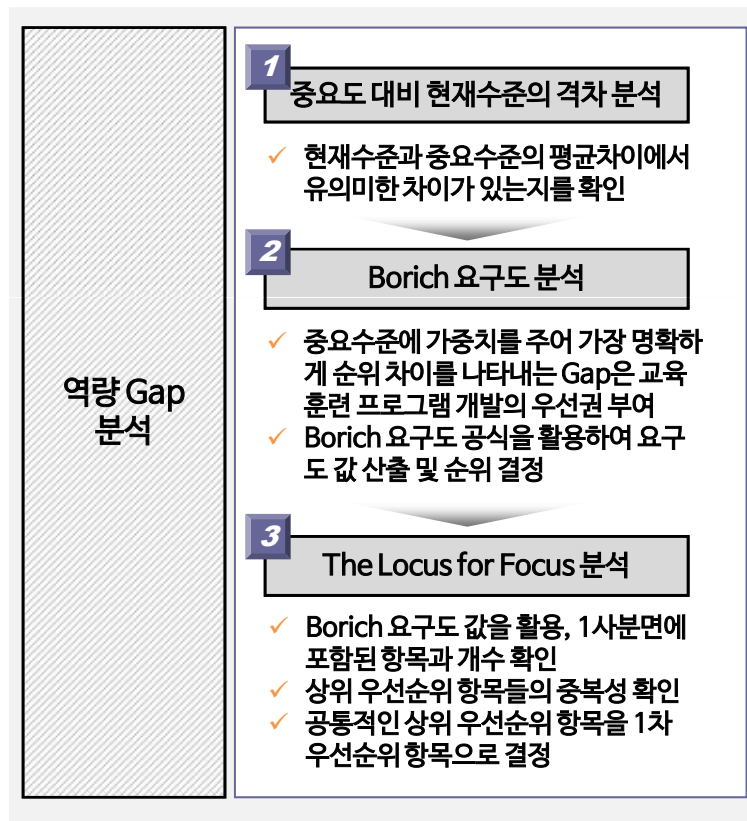 역량 Gap
분석
1
중요도 대비 현재수준의 격차 분석
✓ 현재수준과 중요수준의 평균차이에서
유의미한 차이가 있는지를 확인
2
Borich 요구도 분석
✓ 중요수준에 가중치를 주어 가장 명확하
게 순위 차이를 나타내는 Gap은 교육
훈련 프로그램 개발의 우선권 부여
✓ Borich 요구도 공식을 활용하여 요구
도 값 산출 및 순위 결정
3
The Locus for Focus 분석
✓ Borich 요구도 값을 활용, 1사분면에
포함된 항목과 개수 확인
✓ 상위 우선순위 항목들의 중복성 확인
✓ 공통적인 상위 우선순위 항목을 1차
우선순위 항목으로 결정